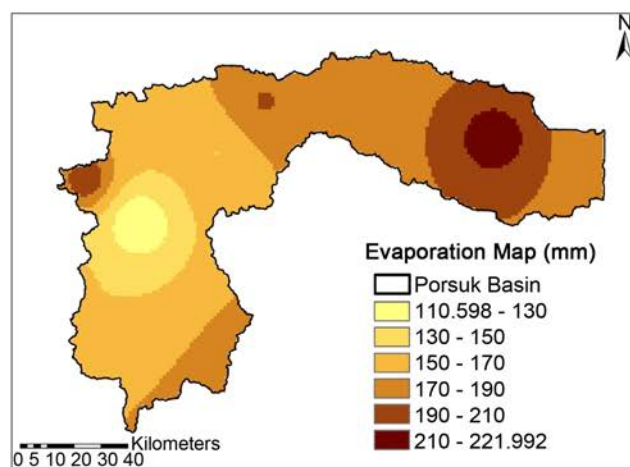 N
Evaporation Map (mm)
Porsuk Basin
110.598 - 130
130 - 150
150 - 170
170 - 190
190 - 210
210 - 221.992
Kilometers
0 5 10 20 30 40